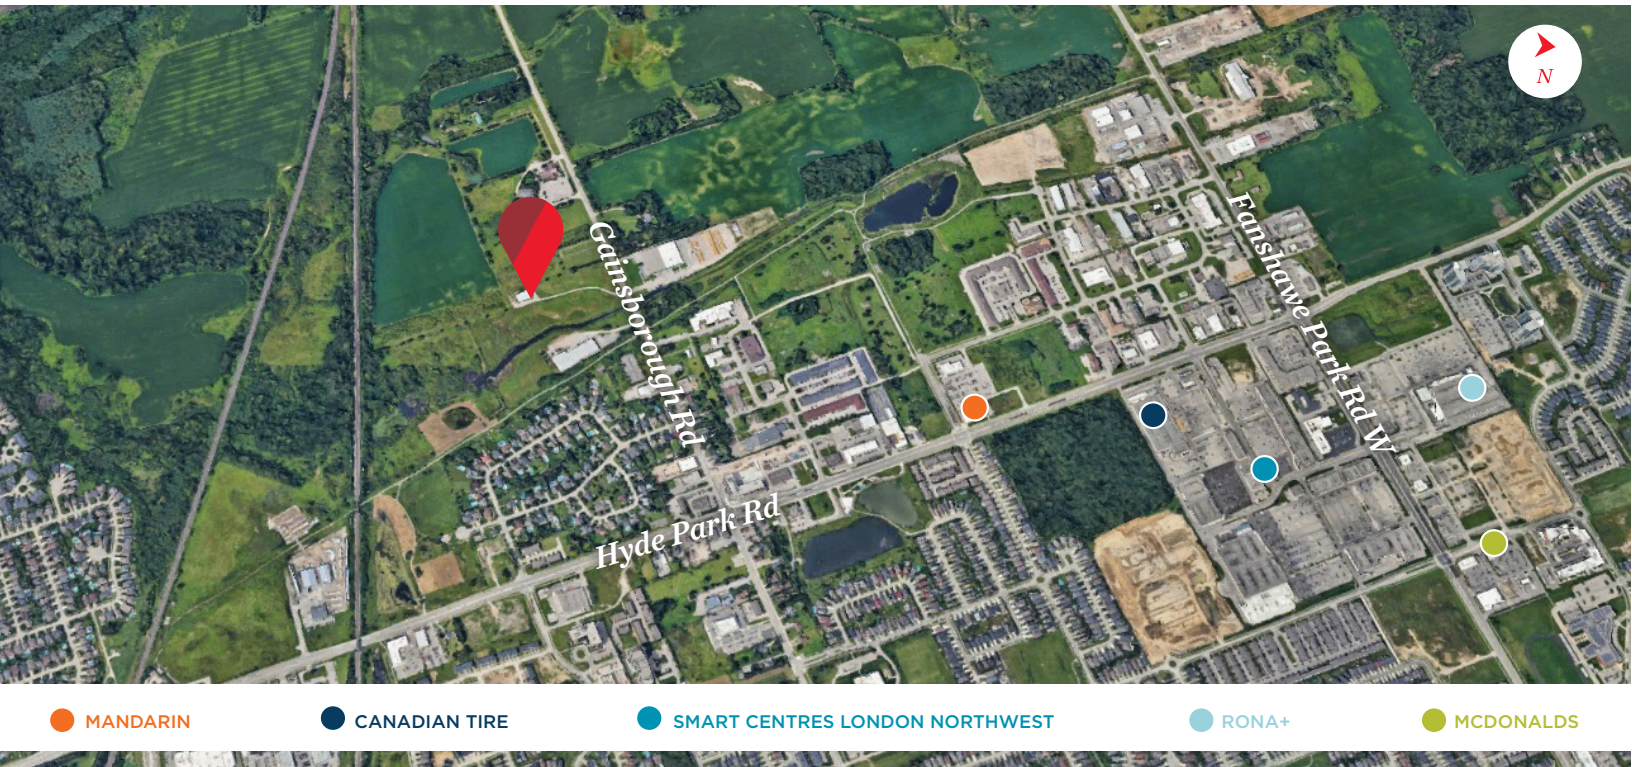 N
Gainsborough Rd
Fanshawe Park Rd W
Hyde Park Rd
MANDARIN
CANADIAN TIRE
SMART CENTRES LONDON NORTHWEST
RONA+
MCDONALDS